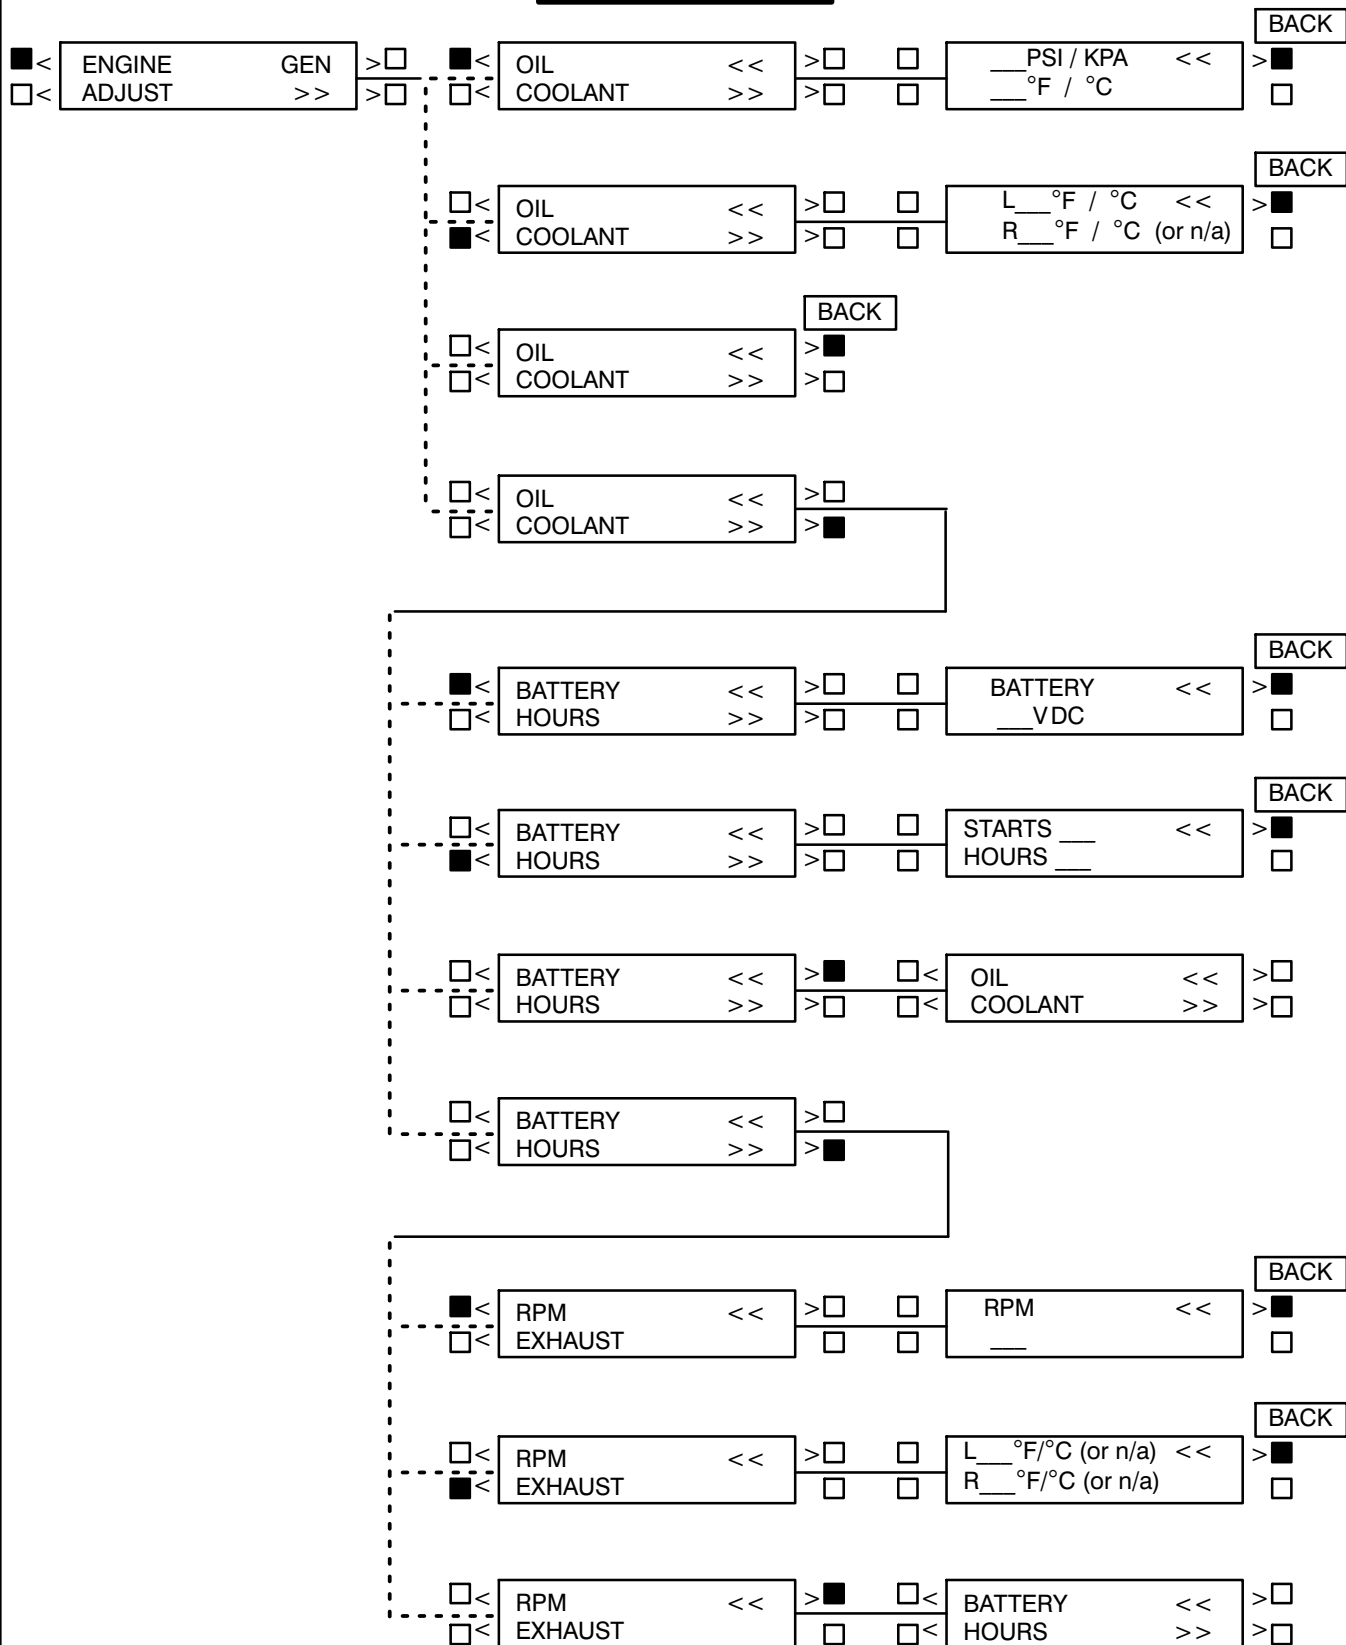 BACK
< ENGINE GEN >
< ADJUST >> >
< OIL << >
< COOLANT >> >
___PSI / KPA << >
___°F / °C
BACK
< OIL << >
< COOLANT >> >
L___°F / °C << >
R___°F / °C (or n/a)
BACK
< OIL << >
< COOLANT >> >
< OIL << >
< COOLANT >> >
BACK
< BATTERY << >
< HOURS >> >
BATTERY << >
___VDC
BACK
< BATTERY << >
< HOURS >> >
STARTS ___ << >
HOURS ___
< BATTERY << >
< HOURS >> >
< OIL << >
< COOLANT >> >
< BATTERY << >
< HOURS >> >
BACK
< RPM << >
< EXHAUST
RPM << >
___
BACK
< RPM << >
< EXHAUST
L___°F/°C (or n/a) << >
R___°F/°C (or n/a)
< RPM << >
< EXHAUST
< BATTERY << >
< HOURS >> >